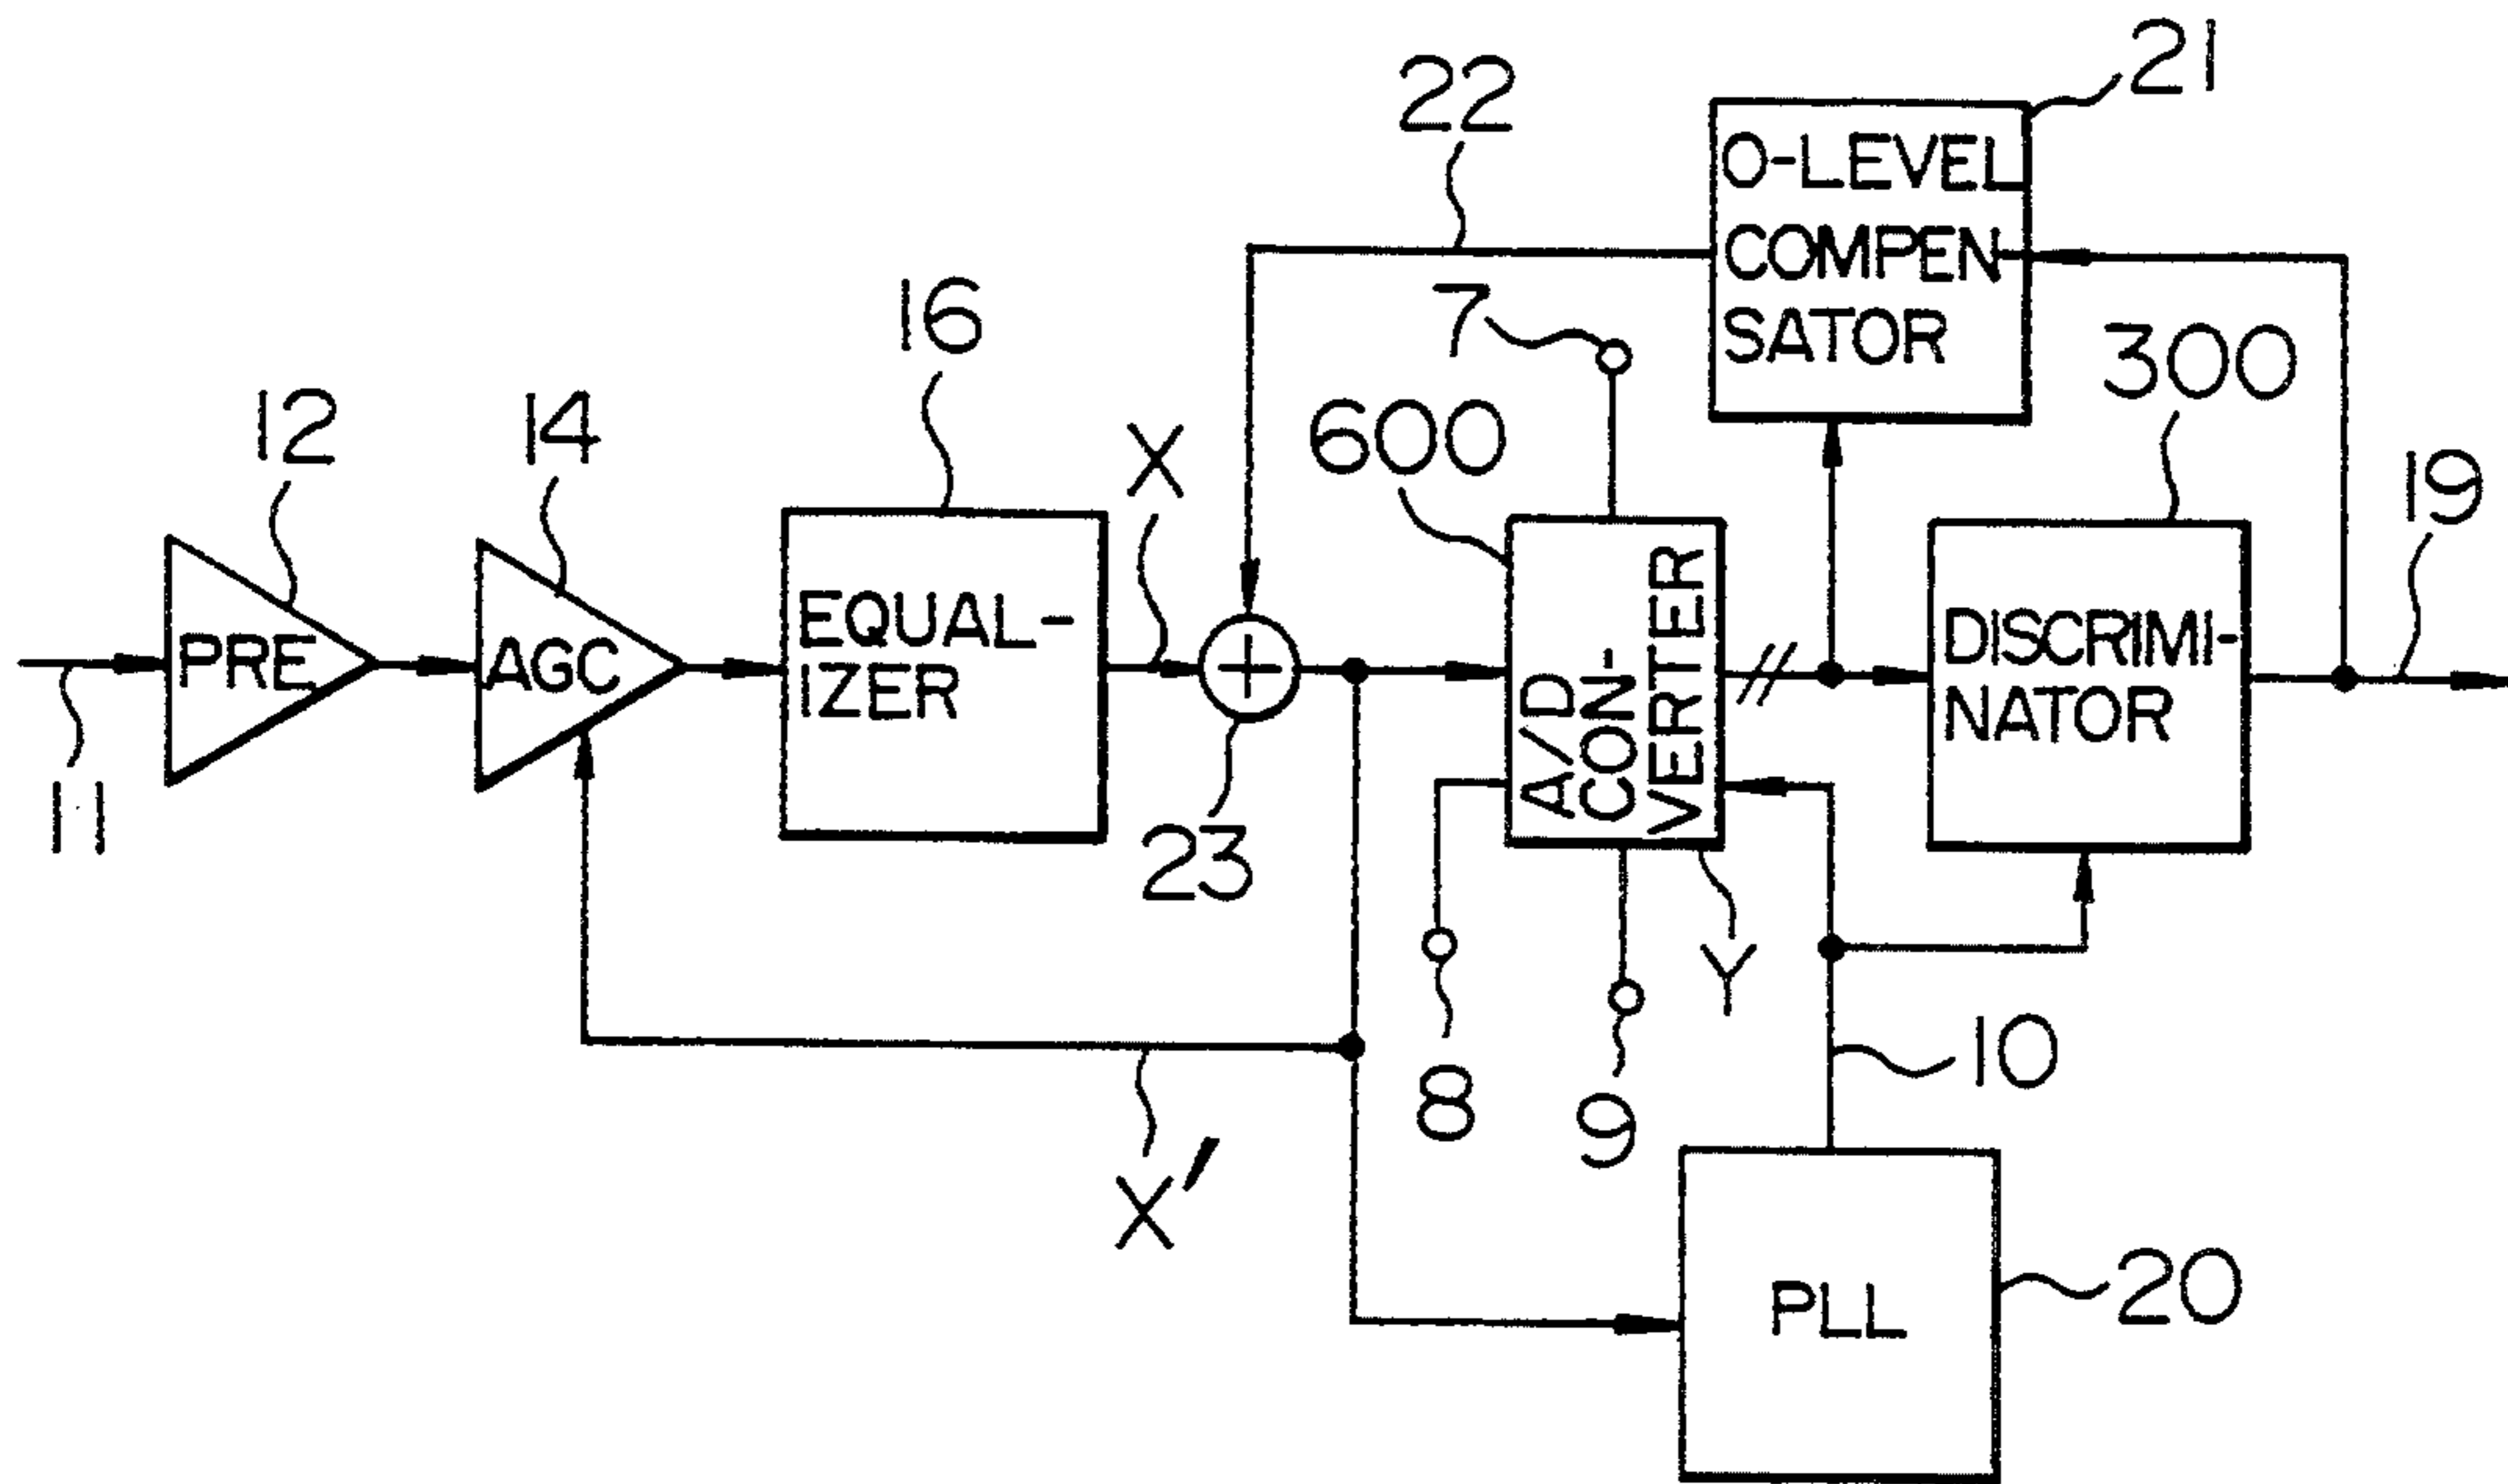 21
22
O-LEVEL
COMPEN
SATOR
16
7
300
12
14
X
600
19
PRE
AGC
EQUAL-
IZER
A/D
CON-
VERTER
DISCRIMI-
NATOR
11
23
Y
8
9
10
X'
PLL
20